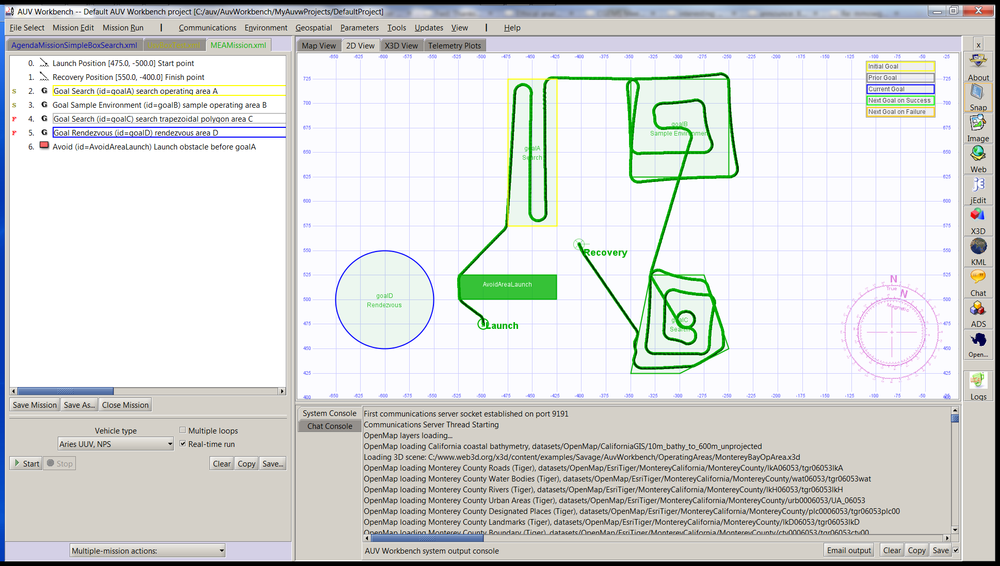 AUV Workbench -- Default AUV Workbench project [C:/auv/AuvWorkbench/MyAuvwProjects/DefaultProject]
File Select Mission Edit Mission Run | Communications Environment Geospatial Parameters Tools Updates View | Help
AgendaMissionSimpleBoxSearch.xml UsvBoxTest.xml MEAMission.xml
0. Launch Position [475.0, -500.0] Start point
1. Recovery Position [550.0, -400.0] Finish point
S 2. G Goal Search (id=goalA) search operating area A
S 3. G Goal Sample Environment (id=goalB) sample operating area B
F 4. G Goal Search (id=goalC) search trapezoidal polygon area C
F 5. G Goal Rendezvous (id=goalD) rendezvous area D
6. Avoid (id=AvoidAreaLaunch) Launch obstacle before goalA
Save Mission Save As... Close Mission
Vehicle type
Multiple loops
Aries UUV, NPS
Real-time run
Start Stop Clear Copy Save...
Multiple-mission actions:
Map View 2D View X3D View Telemetry Plots
-650 -625 -600 -575 -550 -525 -500 -475 -450 -425 -400 -375 -350 -325 -300 -275 -250 -225 -200 -175 -150 -125 -100 -75 -50 -25
Initial Goal
Prior Goal
Current Goal
Next Goal on Success
Next Goal on Failure
725 725
700 700
675 675
goalB
Sample Environment
650 650
goalA
Search
625 625
600 600
575 575
550 550
Recovery
525 525
AvoidAreaLaunch
goalD
Rendezvous
500 500
475 475
Launch
goalC
Search
450 450
425 425
400 400
N
True
N
Magnetic
-650 -625 -600 -575 -550 -525 -500 -475 -450 -425 -400 -375 -350 -325 -300 -275 -250 -225 -200 -175 -150 -125 -100 -75 -50 -25
System Console
Chat Console
First communications server socket established on port 9191
Communications Server Thread Starting
OpenMap layers loading...
OpenMap loading California coastal bathymetry, datasets/OpenMap/CaliforniaGIS/10m_bathy_to_600m_unprojected
Loading 3D scene: C:/www.web3d.org/x3d/content/examples/Savage/AuvWorkbench/OperatingAreas/MontereyBayOpArea.x3d
OpenMap loading Monterey County Roads (Tiger), datasets/OpenMap/EsriTiger/MontereyCalifornia/MontereyCounty/lkA06053/tgr06053lkA
OpenMap loading Monterey County Water Bodies (Tiger), datasets/OpenMap/EsriTiger/MontereyCalifornia/MontereyCounty/wat06053/tgr06053wat
OpenMap loading Monterey County Rivers (Tiger), datasets/OpenMap/EsriTiger/MontereyCalifornia/MontereyCounty/lkH06053/tgr06053lkH
OpenMap loading Monterey County Urban Areas (Tiger), datasets/OpenMap/EsriTiger/MontereyCalifornia/MontereyCounty/urb0006053/UA_06053
OpenMap loading Monterey County Designated Places (Tiger), datasets/OpenMap/EsriTiger/MontereyCalifornia/MontereyCounty/plc0006053/tgr06053plc00
OpenMap loading Monterey County Landmarks (Tiger), datasets/OpenMap/EsriTiger/MontereyCalifornia/MontereyCounty/lkD06053/tgr06053lkD
OpenMap loading Monterey County Boundary (Tiger), datasets/OpenMap/EsriTiger/MontereyCalifornia/MontereyCounty/cty0006053/tgr06053cty00
AUV Workbench system output console
Email output Clear Copy Save
x
About
Snap
Image
Web
jEdit
X3D
KML
Chat
ADS
Open...
Logs